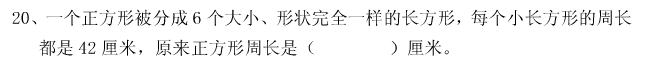 20、一个正方形被分成 6 个大小、形状完全一样的长方形，每个小长方形的周长
都是 42 厘米，原来正方形周长是（　　　　）厘米。